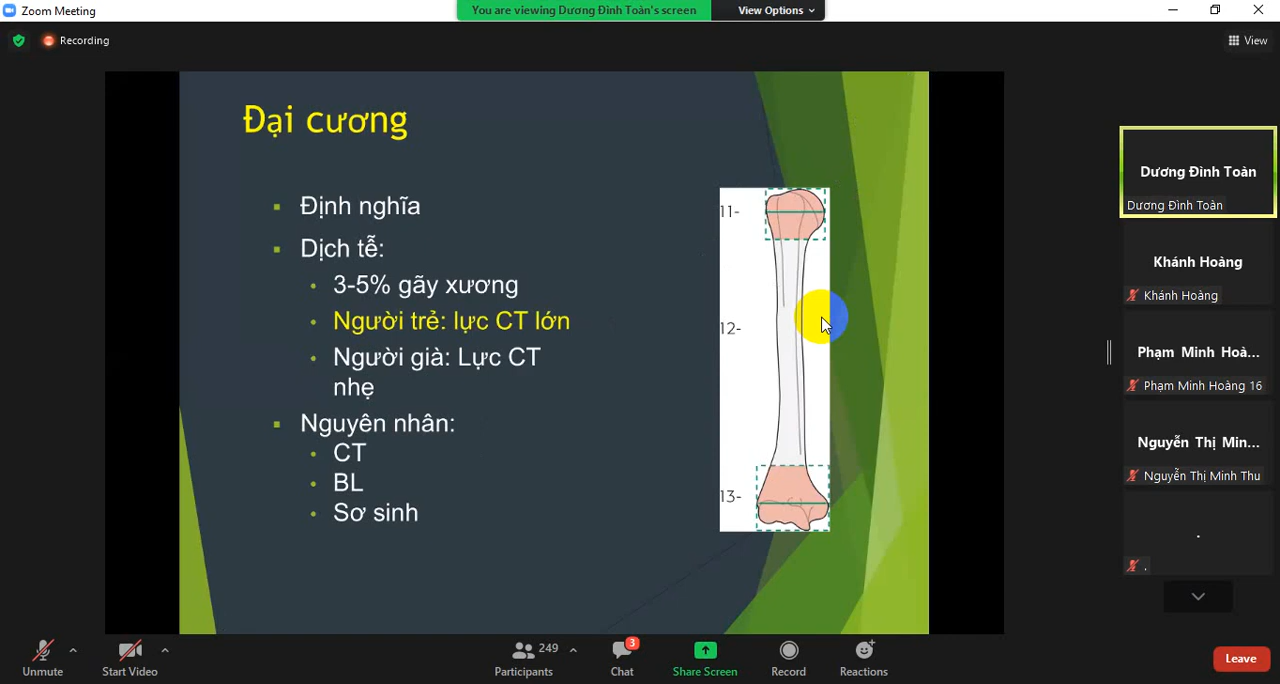 Zoom Meeting
You are viewing Dương Đình Toàn's screen
View Options
Recording
View
Đại cương
Định nghĩa
Dịch tễ:
3-5% gãy xương
Người trẻ: lực CT lớn
Người già: Lực CT
nhẹ
Nguyên nhân:
CT
BL
Sơ sinh
11-
12-
13-
Dương Đình Toàn
Dương Đình Toàn
Khánh Hoàng
Khánh Hoàng
Phạm Minh Hoà...
Phạm Minh Hoàng 16
Nguyễn Thị Min...
Nguyễn Thị Minh Thu
.
.
Unmute
Start Video
249
Participants
3
Chat
Share Screen
Record
Reactions
Leave